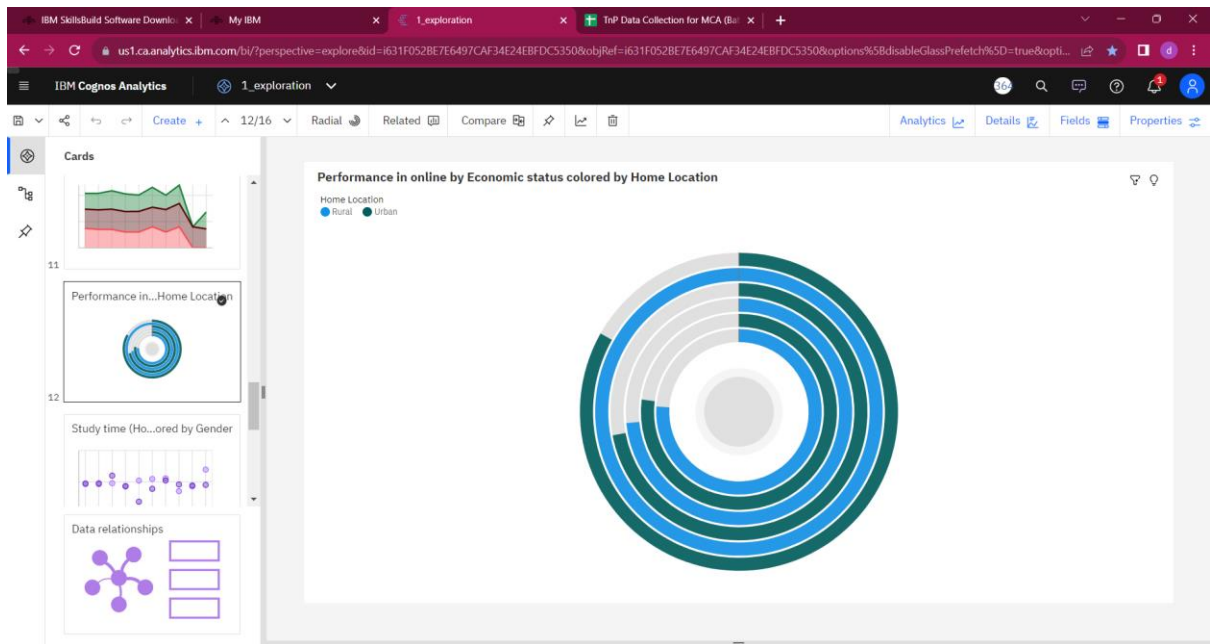 IBM SkillsBuild Software Downlo
My IBM
1_exploration
TnP Data Collection for MCA (Bat
us1.ca.analytics.ibm.com/bi/?perspective=explore&id=i631F052BE7E6497CAF34E24EBFDC5350&objRef=i631F052BE7E6497CAF34E24EBFDC5350&options%5BdisableGlassPrefetch%5D=true&opti...
d
IBM Cognos Analytics
1_exploration
364
1
Create +
12/16
Radial
Related
Compare
Analytics
Details
Fields
Properties
Cards
11
Performance in...Home Location
12
Study time (Ho...ored by Gender
Data relationships
Performance in online by Economic status colored by Home Location
Home Location
Rural
Urban